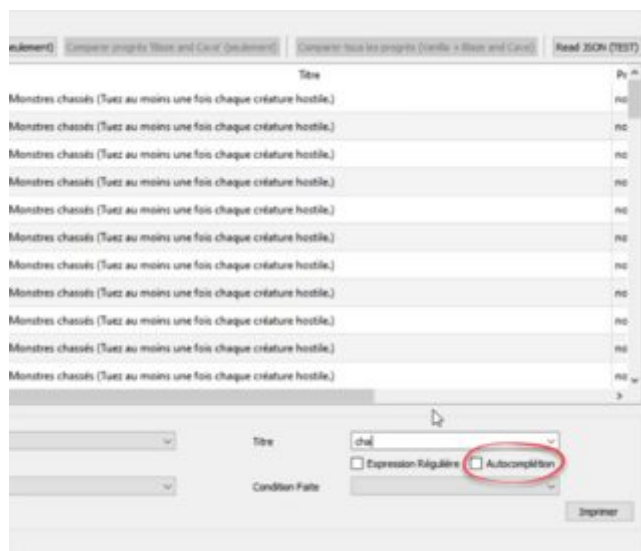 eulement) Comparer progrès 'Blaze and Cave' (seulement) Comparer tous les progrès (Vanilla + Blaze and Cave) Read JSON (TEST)
Titre Pr
Monstres chassés (Tuez au moins une fois chaque créature hostile.) no
Monstres chassés (Tuez au moins une fois chaque créature hostile.) no
Monstres chassés (Tuez au moins une fois chaque créature hostile.) no
Monstres chassés (Tuez au moins une fois chaque créature hostile.) no
Monstres chassés (Tuez au moins une fois chaque créature hostile.) no
Monstres chassés (Tuez au moins une fois chaque créature hostile.) no
Monstres chassés (Tuez au moins une fois chaque créature hostile.) no
Monstres chassés (Tuez au moins une fois chaque créature hostile.) no
Monstres chassés (Tuez au moins une fois chaque créature hostile.) no
Monstres chassés (Tuez au moins une fois chaque créature hostile.) no
Monstres chassés (Tuez au moins une fois chaque créature hostile.) no
Titre cha
Expression Régulière Autocomplétion
Condition Faite
Imprimer